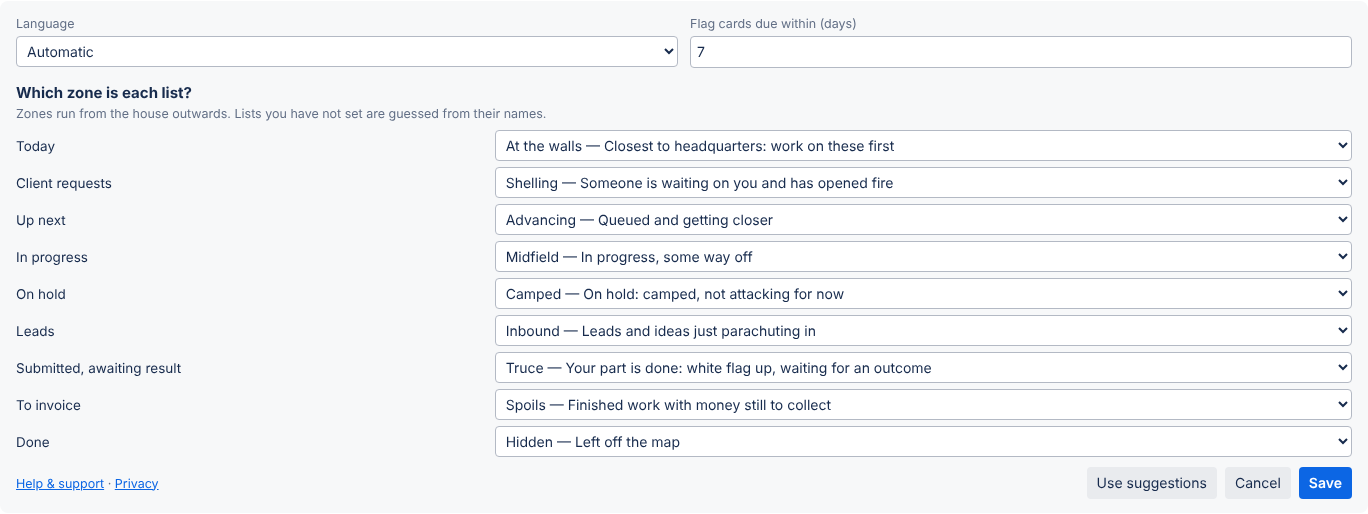 Language
Flag cards due within (days)
Automatic
7
Which zone is each list?
Zones run from the house outwards. Lists you have not set are guessed from their names.
Today
At the walls — Closest to headquarters: work on these first
Client requests
Shelling — Someone is waiting on you and has opened fire
Up next
Advancing — Queued and getting closer
In progress
Midfield — In progress, some way off
On hold
Camped — On hold: camped, not attacking for now
Leads
Inbound — Leads and ideas just parachuting in
Submitted, awaiting result
Truce — Your part is done: white flag up, waiting for an outcome
To invoice
Spoils — Finished work with money still to collect
Done
Hidden — Left off the map
Help & support · Privacy
Use suggestions
Cancel
Save